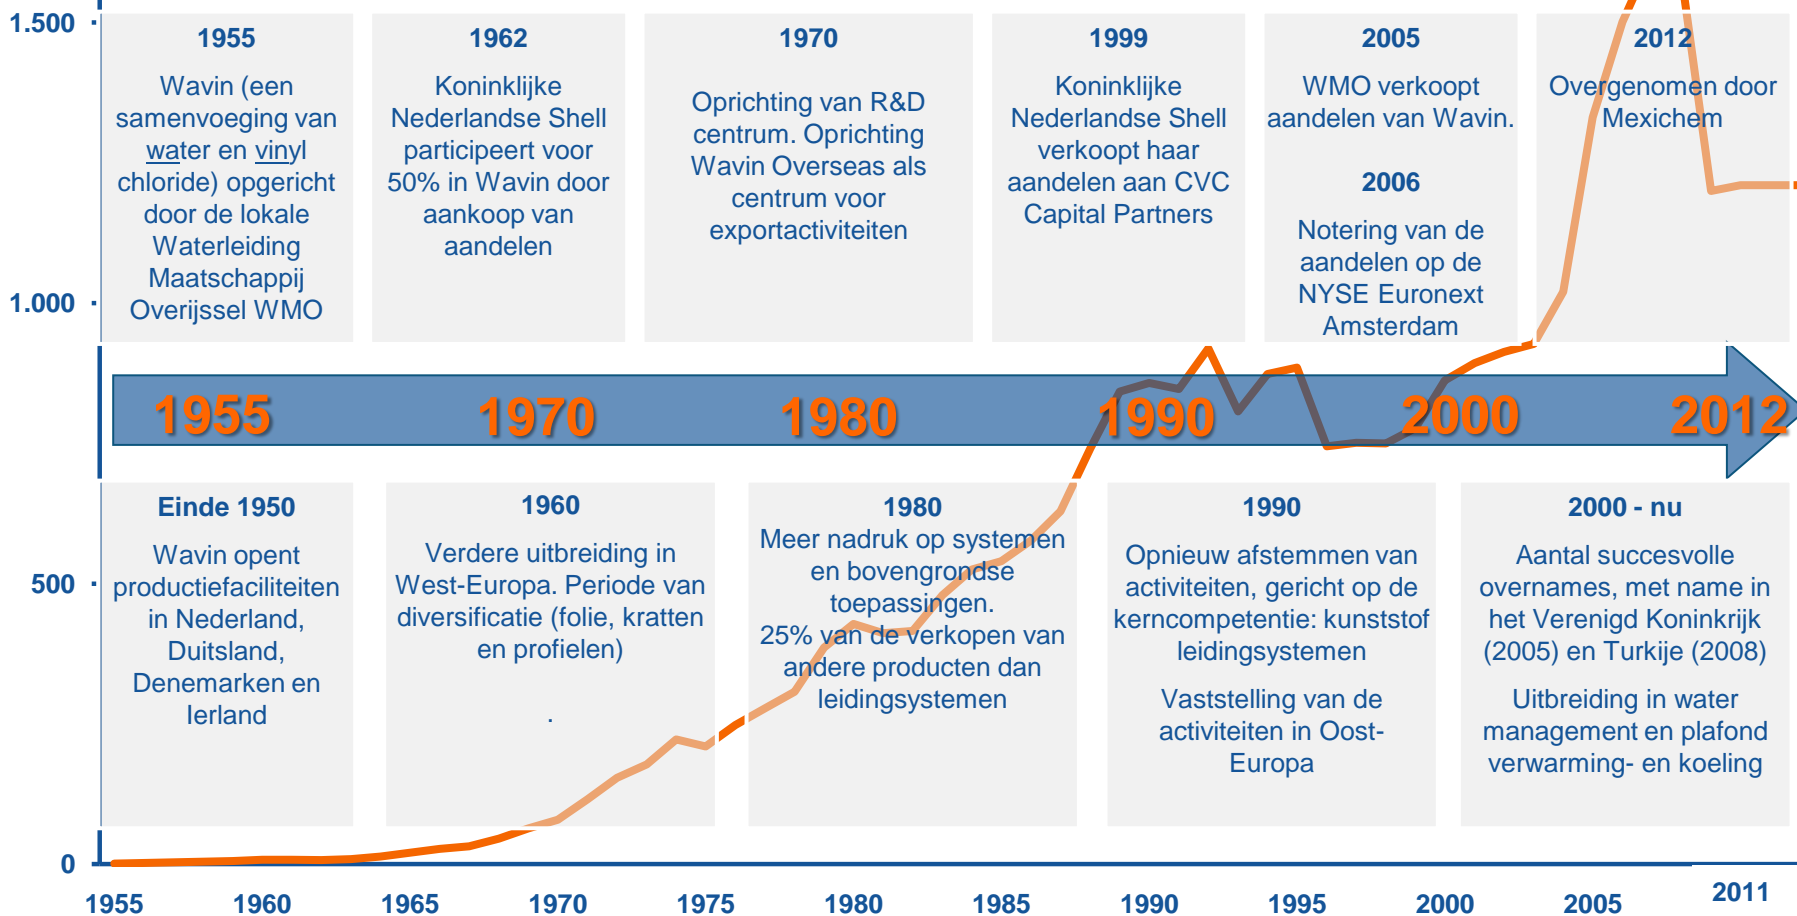 1.500
1955
Wavin (een
samenvoeging van
water en vinyl
chloride) opgericht
door de lokale
Waterleiding
Maatschappij
Overijssel WMO
1962
Koninklijke
Nederlandse Shell
participeert voor
50% in Wavin door
aankoop van
aandelen
1970
Oprichting van R&D
centrum. Oprichting
Wavin Overseas als
centrum voor
exportactiviteiten
1999
Koninklijke
Nederlandse Shell
verkoopt haar
aandelen aan CVC
Capital Partners
2005
WMO verkoopt
aandelen van Wavin.
2006
Notering van de
aandelen op de
NYSE Euronext
Amsterdam
2012
Overgenomen door
Mexichem
1.000
1955 1970 1980 1990 2000 2012
Einde 1950
Wavin opent
productiefaciliteiten
in Nederland,
Duitsland,
Denemarken en
Ierland
1960
Verdere uitbreiding in
West-Europa. Periode van
diversificatie (folie, kratten
en profielen)
.
1980
Meer nadruk op systemen
en bovengrondse
toepassingen.
25% van de verkopen van
andere producten dan
leidingsystemen
1990
Opnieuw afstemmen van
activiteiten, gericht op de
kerncompetentie: kunststof
leidingsystemen
Vaststelling van de
activiteiten in Oost-
Europa
2000 - nu
Aantal succesvolle
overnames, met name in
het Verenigd Koninkrijk
(2005) en Turkije (2008)
Uitbreiding in water
management en plafond
verwarming- en koeling
500
0
1955 1960 1965 1970 1975 1980 1985 1990 1995 2000 2005 2011